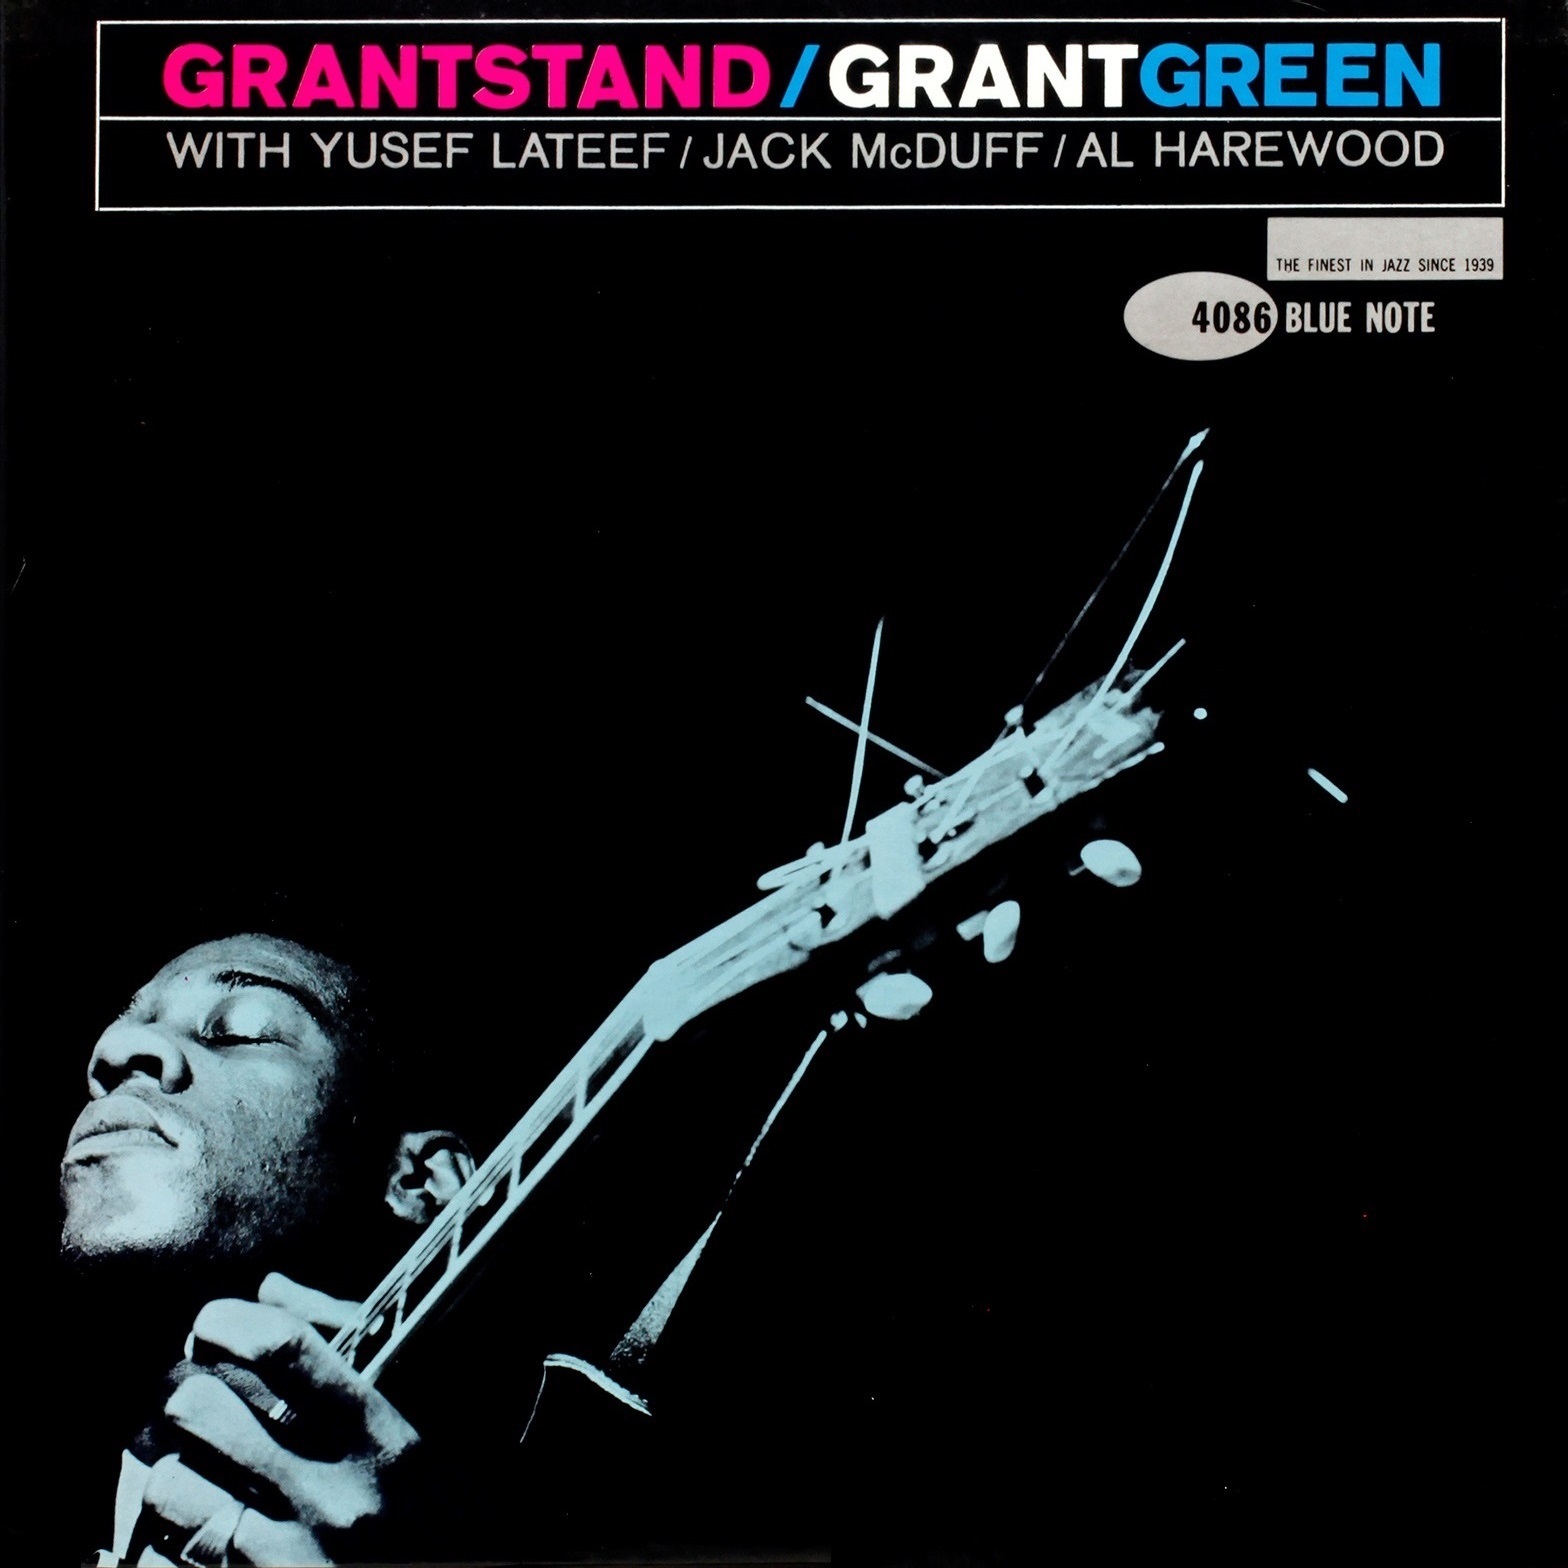 GRANTSTAND/GRANTGREEN
WITH YUSEF LATEEF/JACK McDUFF/AL HAREWOOD
THE FINEST IN JAZZ SINCE 1939
4086 BLUE NOTE